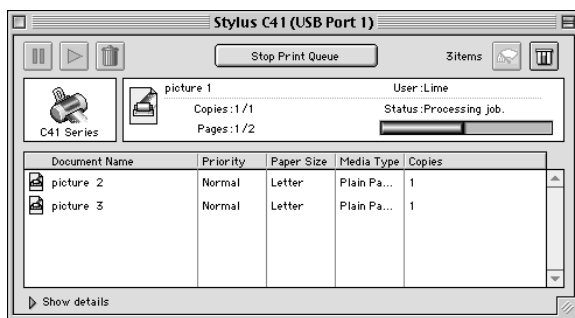 Stylus C41 (USB Port 1)
Stop Print Queue
3items
C41 Series
picture 1
User:Lime
Copies:1/1
Status:Processing job.
Pages:1/2
Document Name Priority Paper Size Media Type Copies
picture 2 Normal Letter Plain Pa... 1
picture 3 Normal Letter Plain Pa... 1
Show details